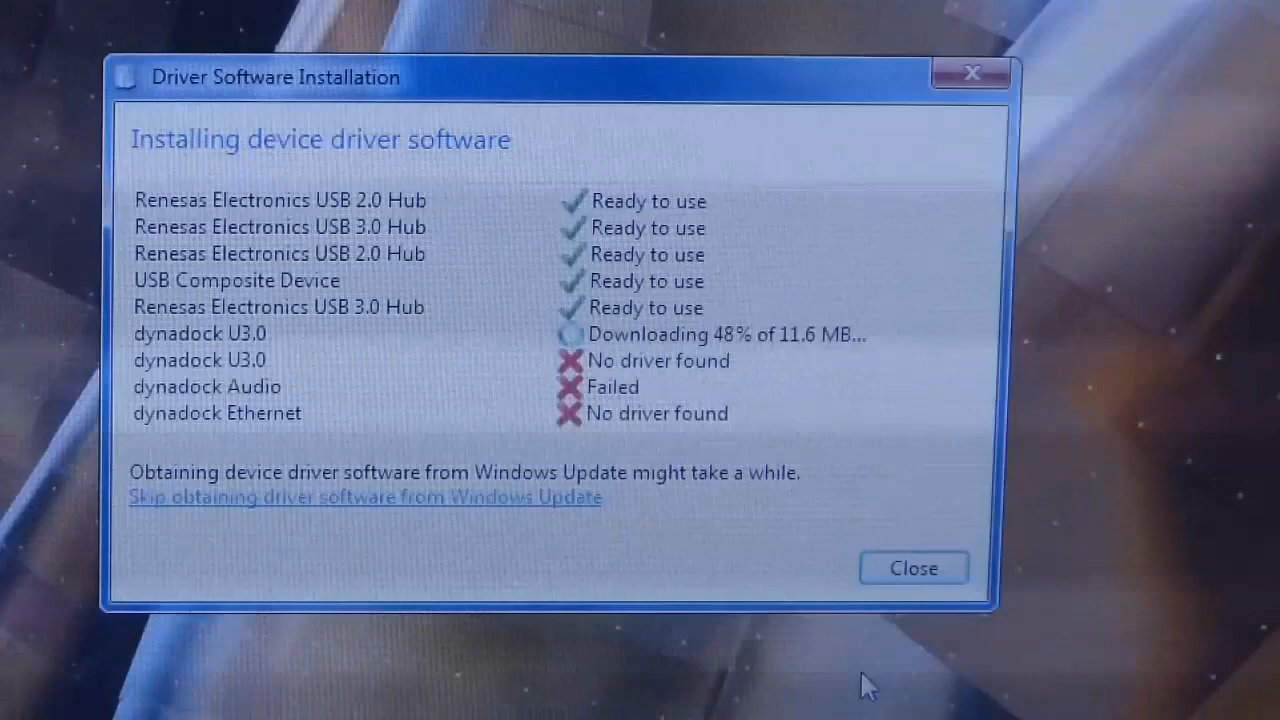 Driver Software Installation
Installing device driver software
Renesas Electronics USB 2.0 Hub Ready to use
Renesas Electronics USB 3.0 Hub Ready to use
Renesas Electronics USB 2.0 Hub Ready to use
USB Composite Device Ready to use
Renesas Electronics USB 3.0 Hub Ready to use
dynadock U3.0 Downloading 48% of 11.6 MB...
dynadock U3.0 No driver found
dynadock Audio Failed
dynadock Ethernet No driver found
Obtaining device driver software from Windows Update might take a while.
Skip obtaining driver software from Windows Update
Close